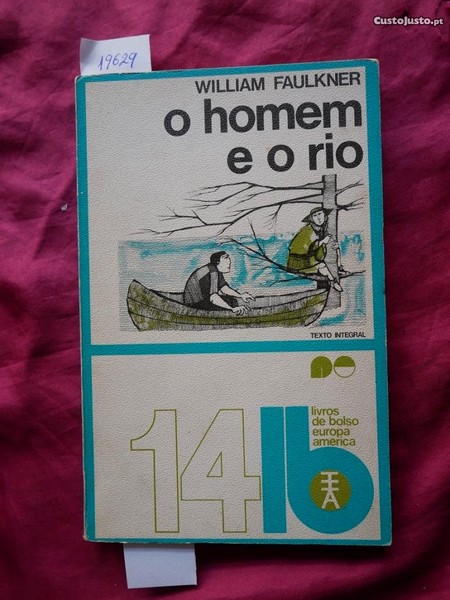 CustoJusto.pt
19629
WILLIAM FAULKNER
o homem
e o rio
TEXTO INTEGRAL
14 lb
livros
de bolso
europa
america